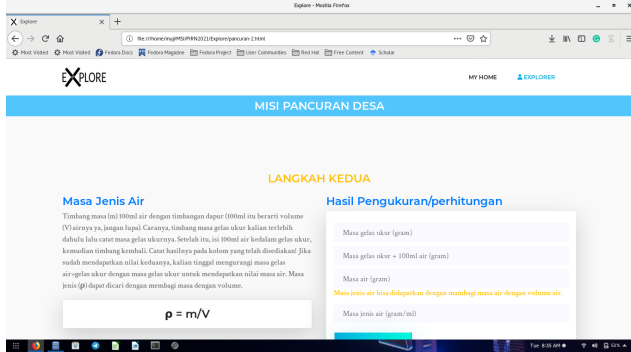 Explore - Mozilla Firefox
Explore
file:///home/muji/MSI/PIRN2021/Explore/pancuran-2.html
Most Visited Most Visited Fedora Docs Fedora Magazine Fedora Project User Communities Red Hat Free Content Scholar
EXPLORE
MY HOME
EXPLORER
MISI PANCURAN DESA
LANGKAH KEDUA
Masa Jenis Air
Timbang masa (m) 100ml air dengan timbangan dapur (100ml itu berarti volume
(V) airnya ya, jangan lupa). Caranya, timbang masa gelas ukur kalian terlebih
dahulu lalu catat masa gelas ukurnya. Setelah itu, isi 100ml air kedalam gelas ukur,
kemudian timbang kembali. Catat hasilnya pada kolom yang telah disediakan! Jika
sudah mendapatkan nilai keduanya, kalian tinggal mengurangi masa gelas
air+gelas ukur dengan masa gelas ukur untuk mendapatkan nilai masa air. Masa
jenis (ρ) dapat dicari dengan membagi masa dengan volume.
ρ = m/V
Hasil Pengukuran/perhitungan
Masa gelas ukur (gram)
Masa gelas ukur + 100ml air (gram)
Masa air (gram)
Masa jenis air bisa didapatkan dengan mambagi masa air dengan volume air.
Masa jenis air (gram/ml)
Tue 8:35 AM